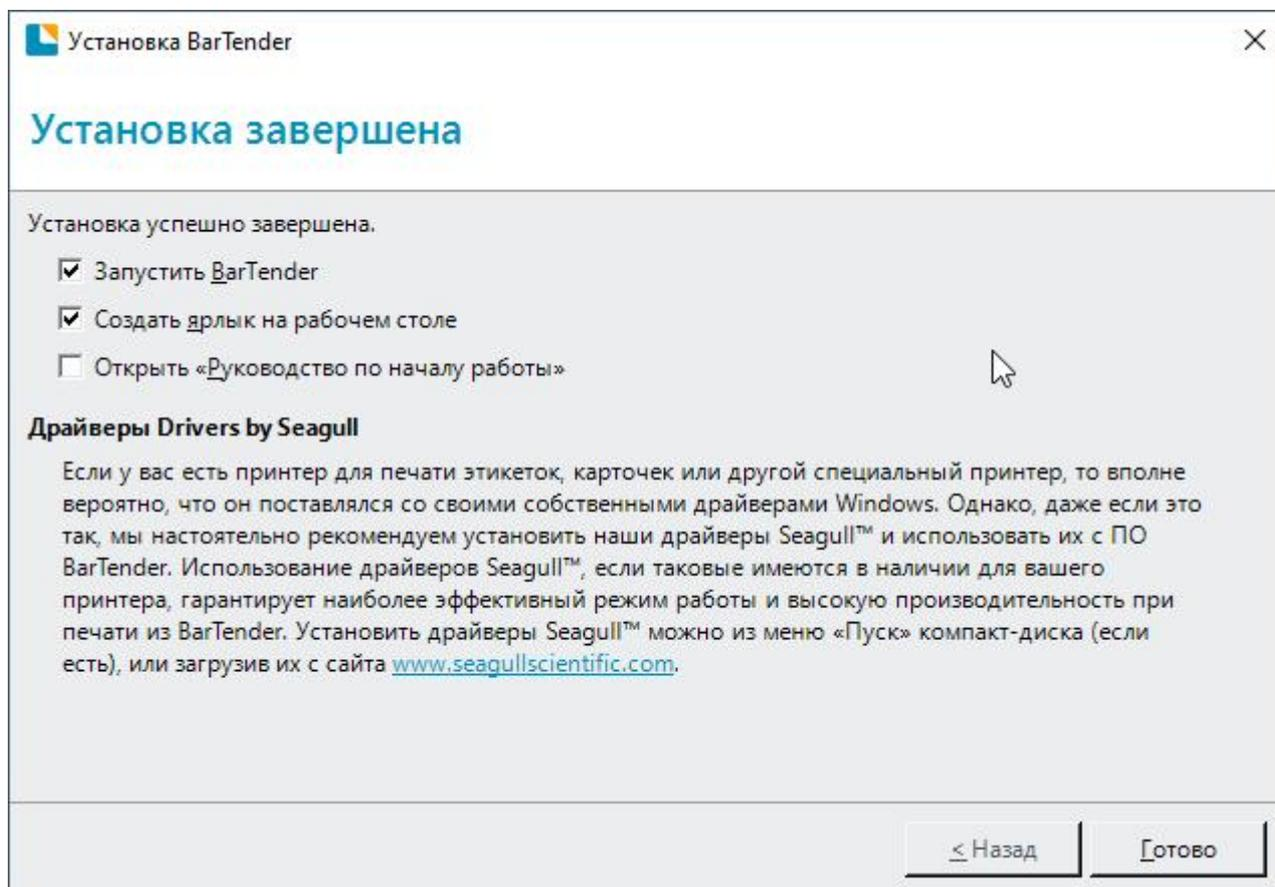 Установка BarTender
Установка завершена
Установка успешно завершена.
Запустить BarTender
Создать ярлык на рабочем столе
Открыть «Руководство по началу работы»
Драйверы Drivers by Seagull
Если у вас есть принтер для печати этикеток, карточек или другой специальный принтер, то вполне
вероятно, что он поставлялся со своими собственными драйверами Windows. Однако, даже если это
так, мы настоятельно рекомендуем установить наши драйверы Seagull™ и использовать их с ПО
BarTender. Использование драйверов Seagull™, если таковые имеются в наличии для вашего
принтера, гарантирует наиболее эффективный режим работы и высокую производительность при
печати из BarTender. Установить драйверы Seagull™ можно из меню «Пуск» компакт-диска (если
есть), или загрузив их с сайта www.seagullscientific.com.
< Назад
Готово